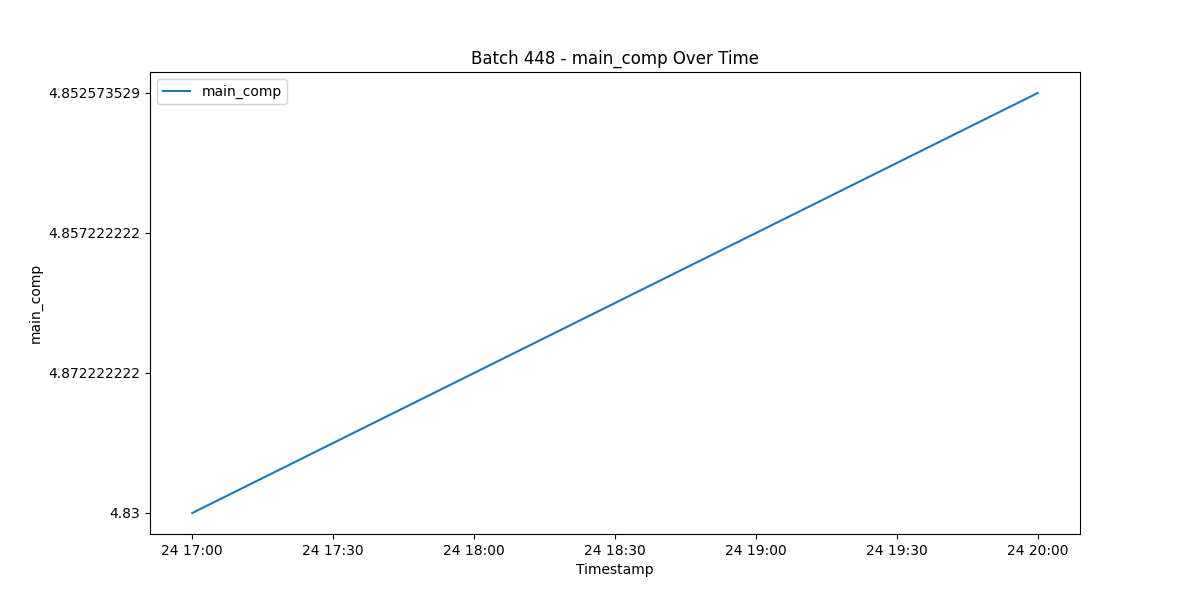 Batch 448 - main_comp Over Time
main_comp
4.852573529
4.857222222
4.872222222
4.83
main_comp
24 17:00 24 17:30 24 18:00 24 18:30 24 19:00 24 19:30 24 20:00
Timestamp